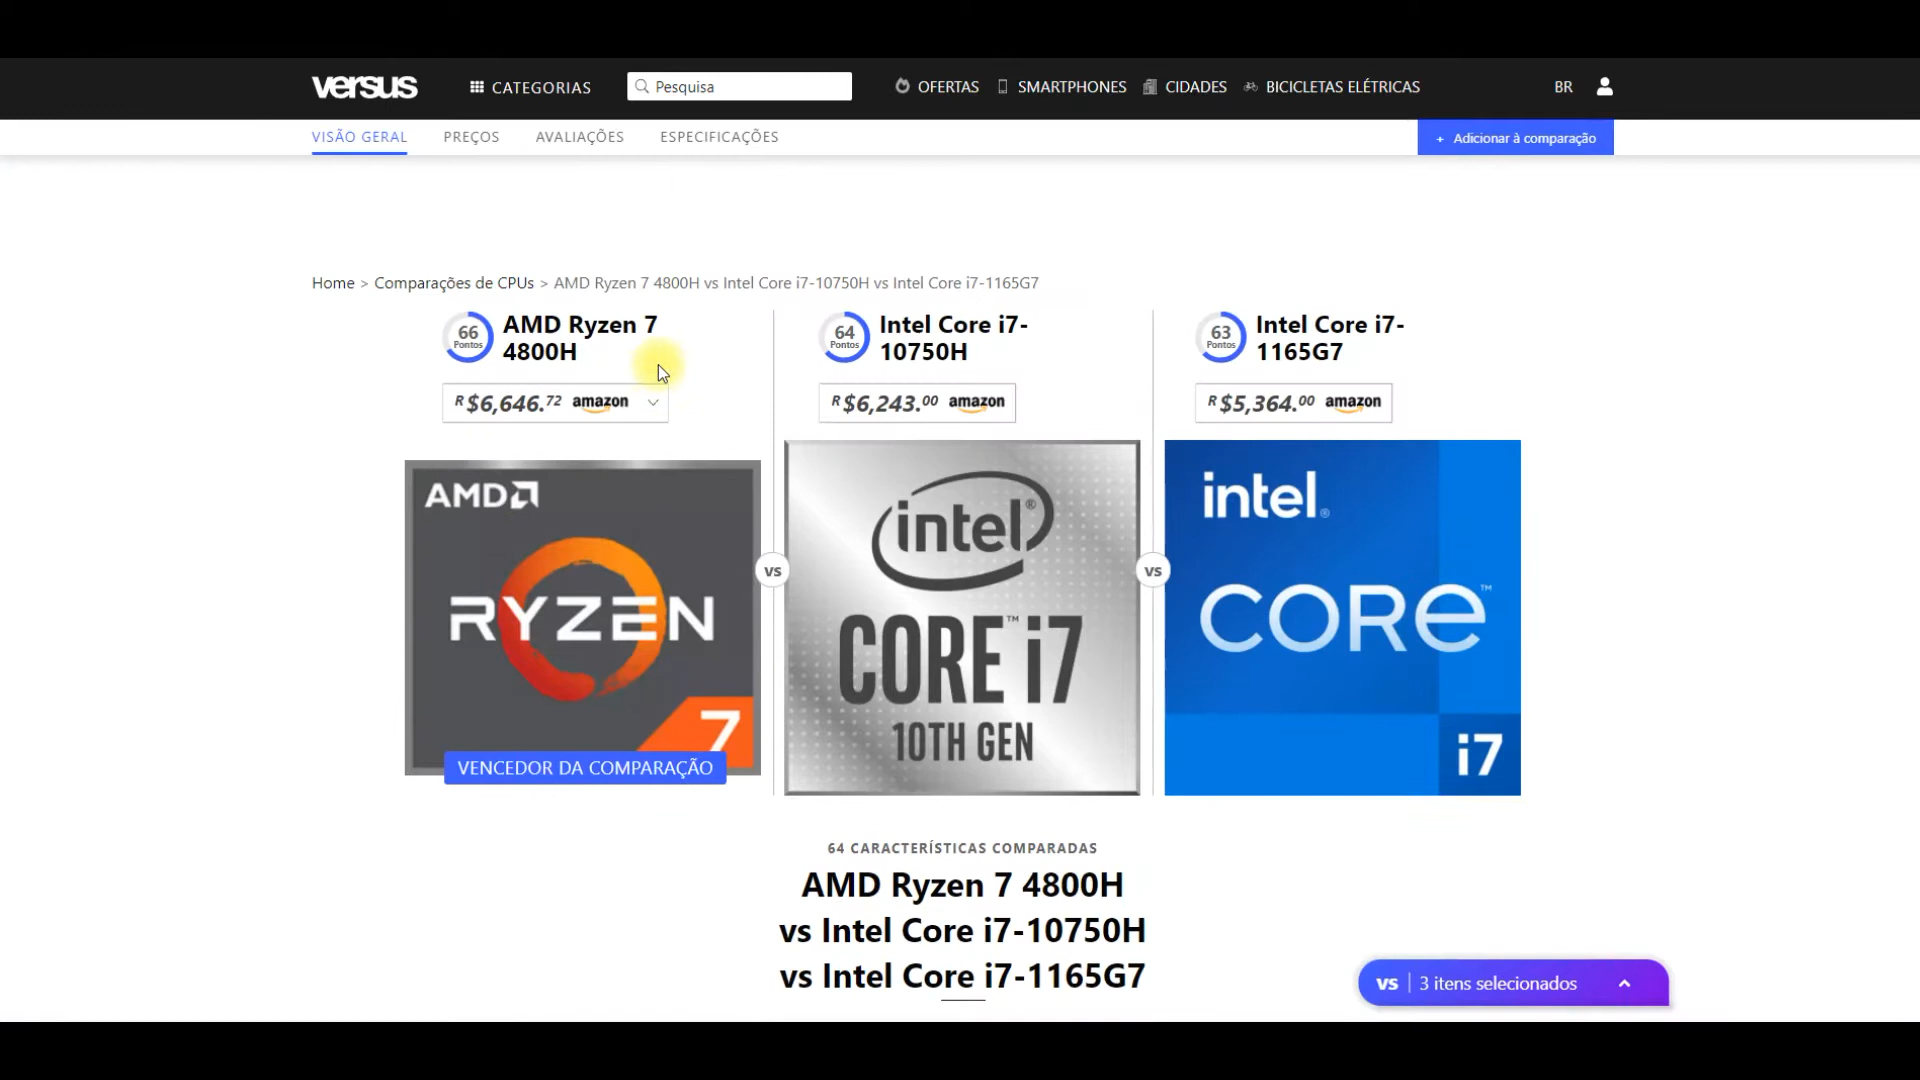 versus
CATEGORIAS
Pesquisa
OFERTAS
SMARTPHONES
CIDADES
BICICLETAS ELÉTRICAS
BR
VISÃO GERAL
PREÇOS
AVALIAÇÕES
ESPECIFICAÇÕES
+ Adicionar à comparação
Home > Comparações de CPUs > AMD Ryzen 7 4800H vs Intel Core i7-10750H vs Intel Core i7-1165G7
66
Pontos
AMD Ryzen 7
4800H
R$6,646.72 amazon
64
Pontos
Intel Core i7-
10750H
R$6,243.00 amazon
63
Pontos
Intel Core i7-
1165G7
R$5,364.00 amazon
AMD
RYZEN
7
VENCEDOR DA COMPARAÇÃO
vs
intel®
CORE™ i7
10TH GEN
vs
intel®
CORE™
i7
64 CARACTERÍSTICAS COMPARADAS
AMD Ryzen 7 4800H
vs Intel Core i7-10750H
vs Intel Core i7-1165G7
vs | 3 itens selecionados